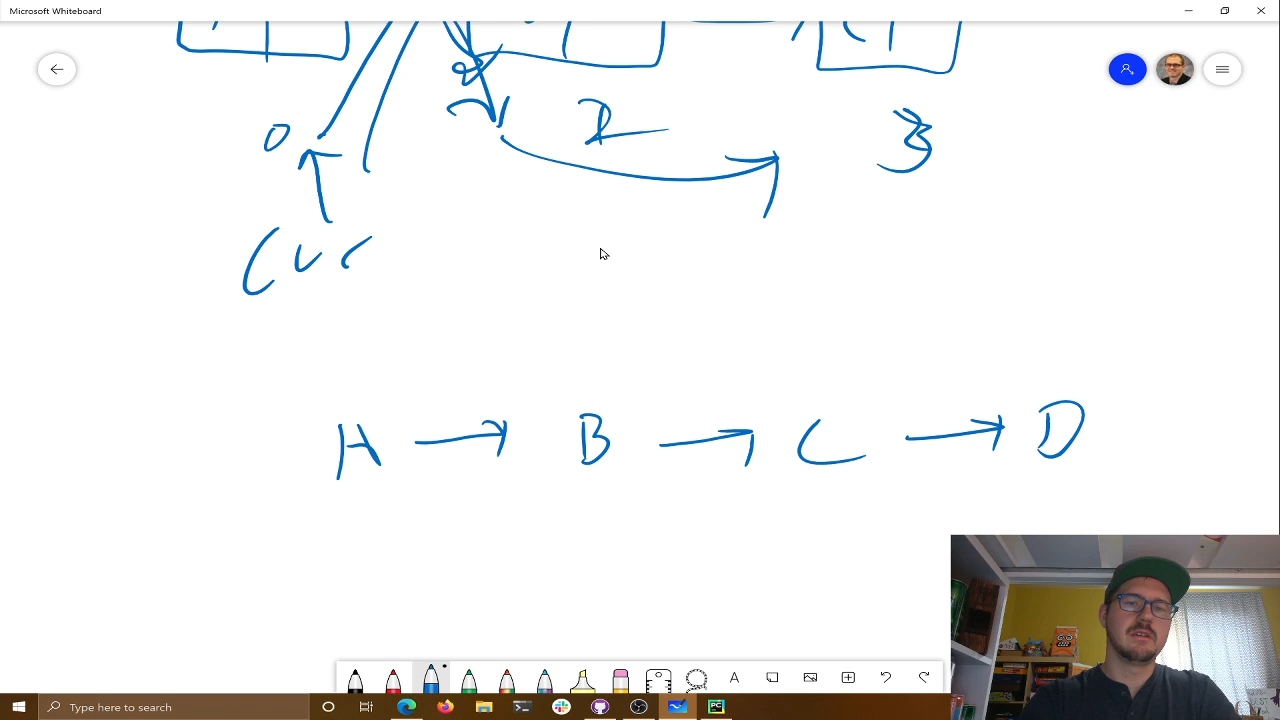 Microsoft Whiteboard
0
2
3
Cur
A → B → C → D
A
Type here to search